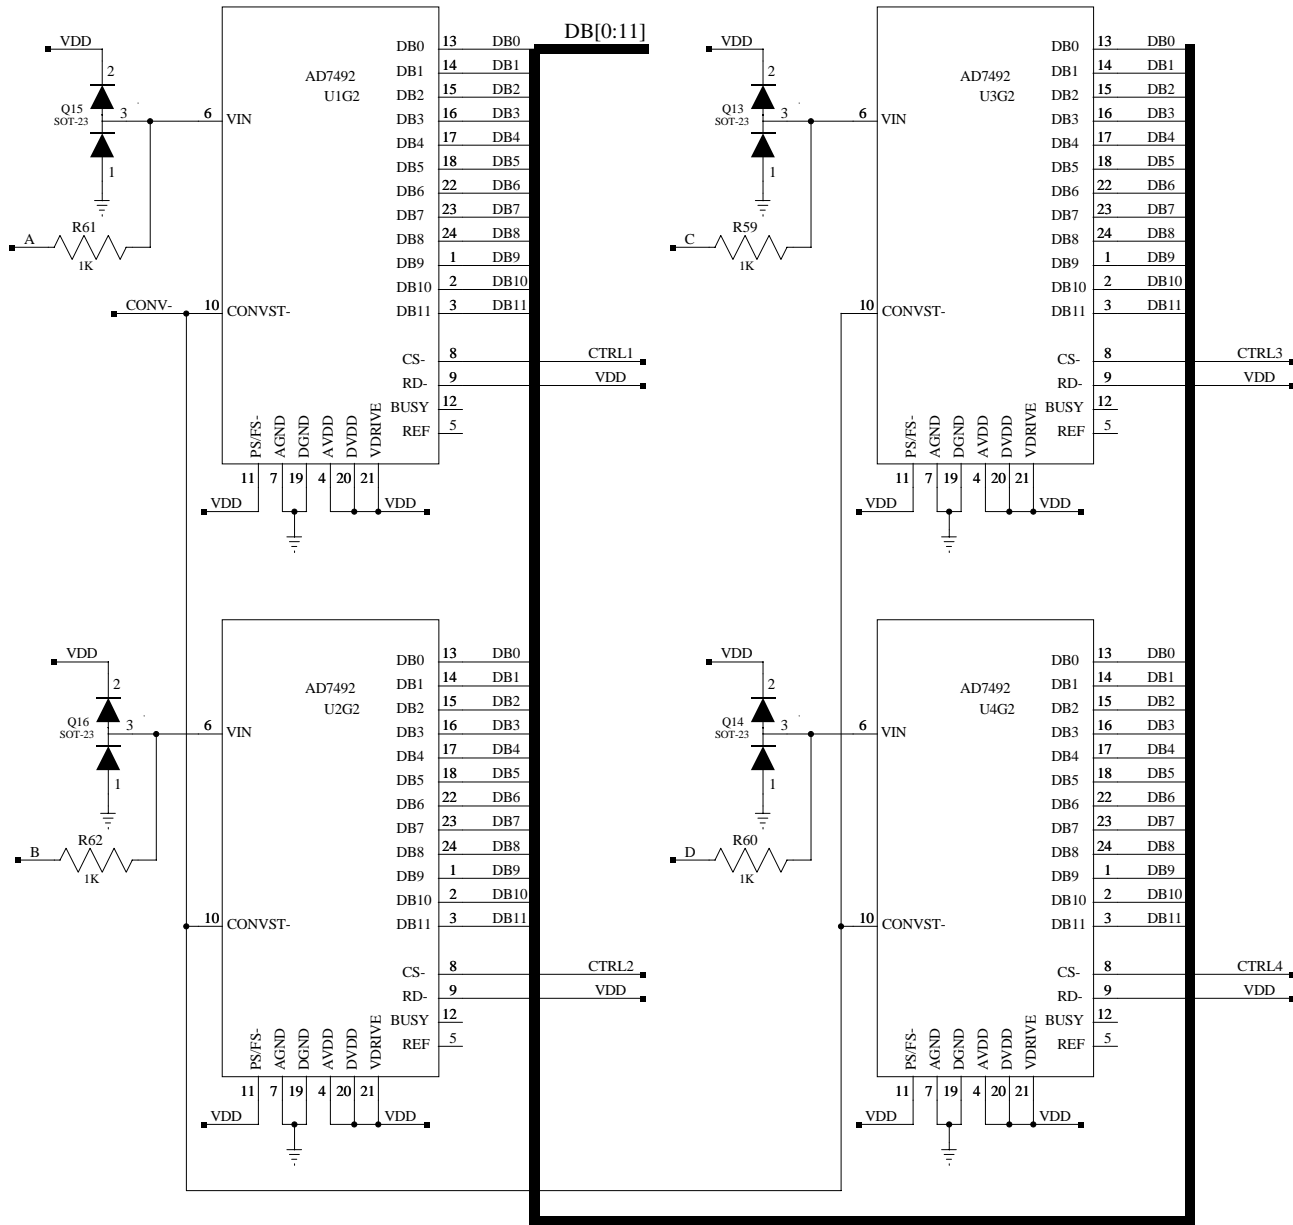 DB[0:11]
VDD
2
Q15
SOT-23
3
1
A
R61
1K
CONV-
AD7492
U1G2
6 VIN
10 CONVST-
DB0 13 DB0
DB1 14 DB1
DB2 15 DB2
DB3 16 DB3
DB4 17 DB4
DB5 18 DB5
DB6 22 DB6
DB7 23 DB7
DB8 24 DB8
DB9 1 DB9
DB10 2 DB10
DB11 3 DB11
CS- 8 CTRL1
RD- 9 VDD
BUSY 12
REF 5
PS/FS- AGND DGND AVDD DVDD VDRIVE
11 7 19 4 20 21
VDD VDD
VDD
2
Q13
SOT-23
3
1
C
R59
1K
AD7492
U3G2
6 VIN
10 CONVST-
DB0 13 DB0
DB1 14 DB1
DB2 15 DB2
DB3 16 DB3
DB4 17 DB4
DB5 18 DB5
DB6 22 DB6
DB7 23 DB7
DB8 24 DB8
DB9 1 DB9
DB10 2 DB10
DB11 3 DB11
CS- 8 CTRL3
RD- 9 VDD
BUSY 12
REF 5
PS/FS- AGND DGND AVDD DVDD VDRIVE
11 7 19 4 20 21
VDD VDD
VDD
2
Q16
SOT-23
3
1
B
R62
1K
AD7492
U2G2
6 VIN
10 CONVST-
DB0 13 DB0
DB1 14 DB1
DB2 15 DB2
DB3 16 DB3
DB4 17 DB4
DB5 18 DB5
DB6 22 DB6
DB7 23 DB7
DB8 24 DB8
DB9 1 DB9
DB10 2 DB10
DB11 3 DB11
CS- 8 CTRL2
RD- 9 VDD
BUSY 12
REF 5
PS/FS- AGND DGND AVDD DVDD VDRIVE
11 7 19 4 20 21
VDD VDD
VDD
2
Q14
SOT-23
3
1
D
R60
1K
AD7492
U4G2
6 VIN
10 CONVST-
DB0 13 DB0
DB1 14 DB1
DB2 15 DB2
DB3 16 DB3
DB4 17 DB4
DB5 18 DB5
DB6 22 DB6
DB7 23 DB7
DB8 24 DB8
DB9 1 DB9
DB10 2 DB10
DB11 3 DB11
CS- 8 CTRL4
RD- 9 VDD
BUSY 12
REF 5
PS/FS- AGND DGND AVDD DVDD VDRIVE
11 7 19 4 20 21
VDD VDD